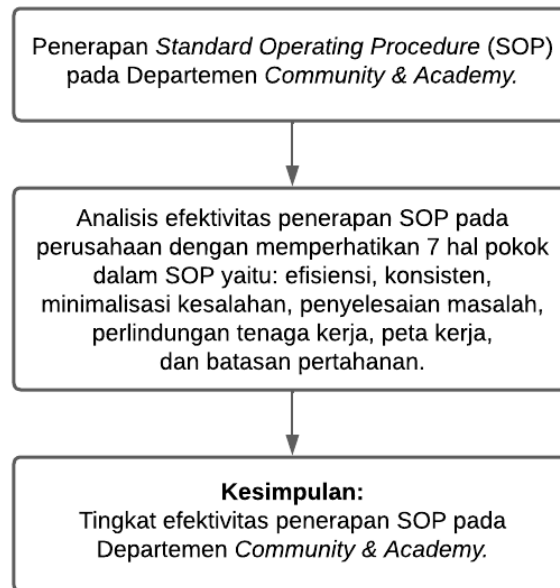 Penerapan Standard Operating Procedure (SOP)
pada Departemen Community & Academy.
Analisis efektivitas penerapan SOP pada
perusahaan dengan memperhatikan 7 hal pokok
dalam SOP yaitu: efisiensi, konsisten,
minimalisasi kesalahan, penyelesaian masalah,
perlindungan tenaga kerja, peta kerja,
dan batasan pertahanan.
Kesimpulan:
Tingkat efektivitas penerapan SOP pada
Departemen Community & Academy.